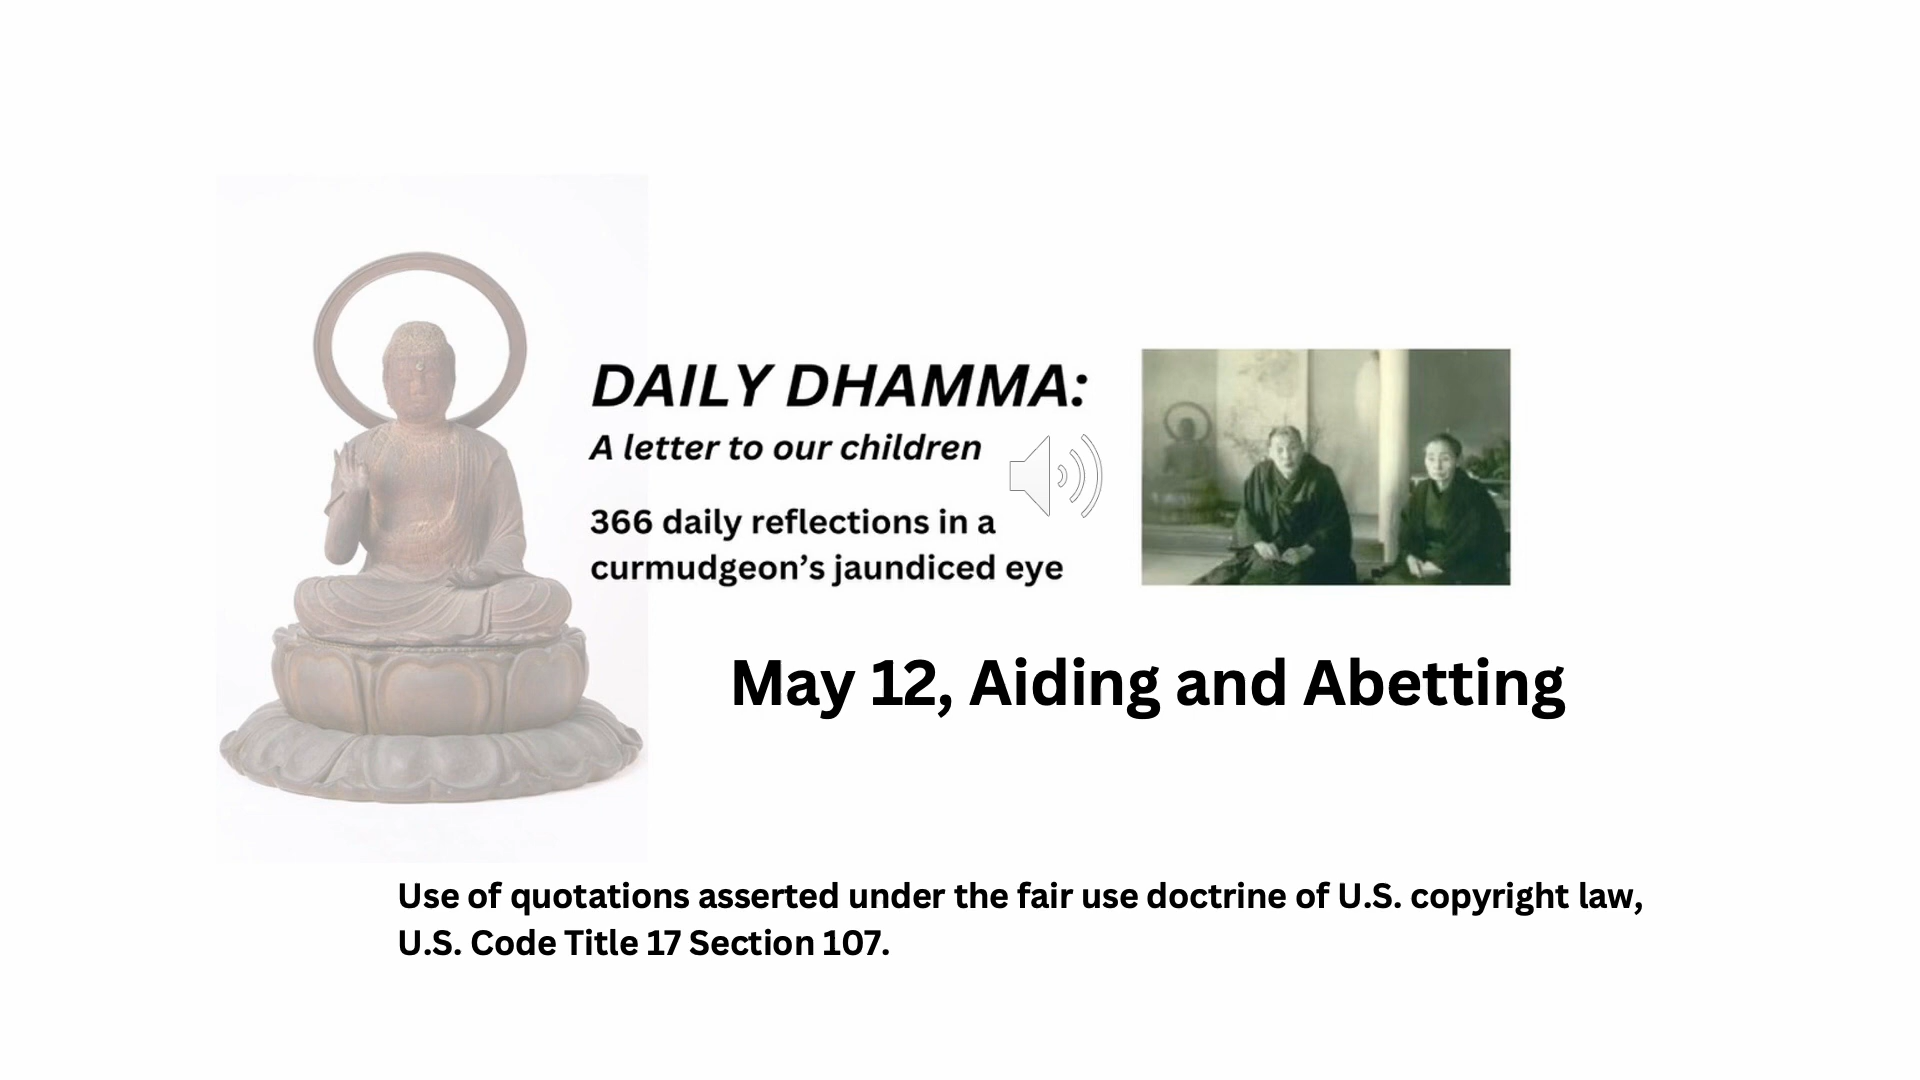 DAILY DHAMMA:
A letter to our children
366 daily reflections in a
curmudgeon’s jaundiced eye
May 12, Aiding and Abetting
Use of quotations asserted under the fair use doctrine of U.S. copyright law,
U.S. Code Title 17 Section 107.